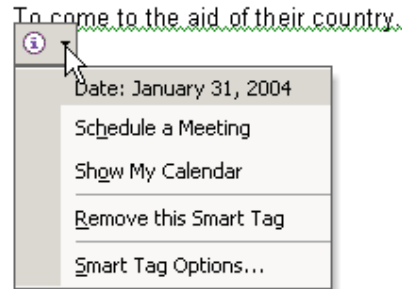 To come to the aid of their country.
Date: January 31, 2004
Schedule a Meeting
Show My Calendar
Remove this Smart Tag
Smart Tag Options...